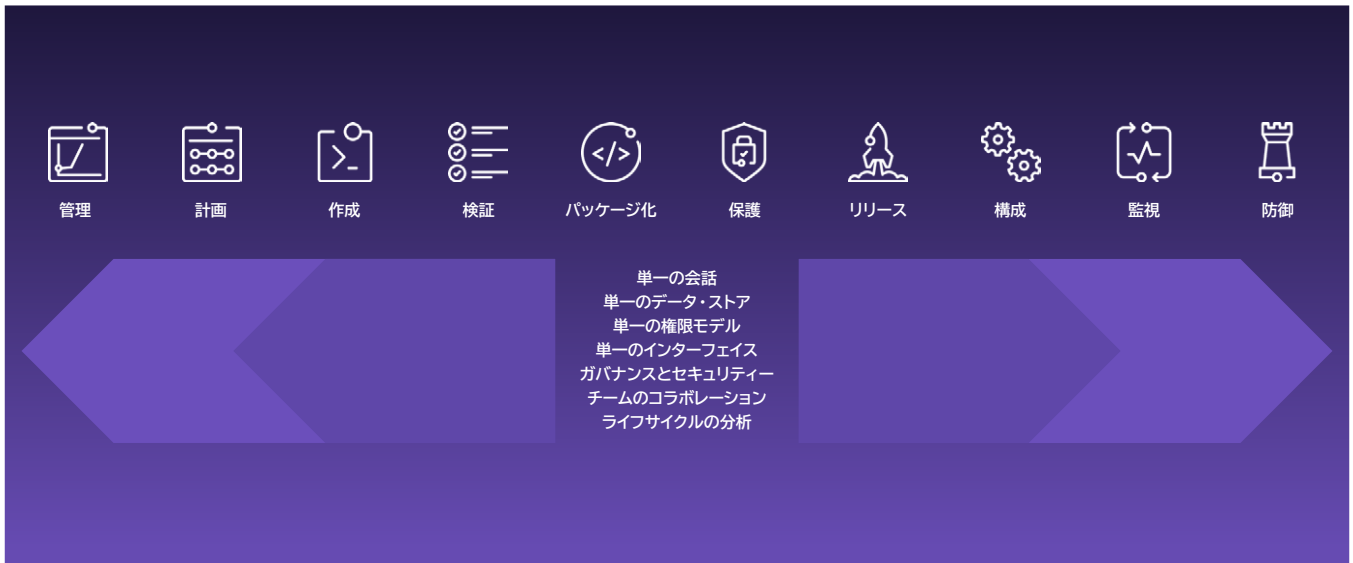 管理
計画
作成
検証
パッケージ化
保護
リリース
構成
監視
防御
単一の会話
単一のデータ・ストア
単一の権限モデル
単一のインターフェイス
ガバナンスとセキュリティー
チームのコラボレーション
ライフサイクルの分析